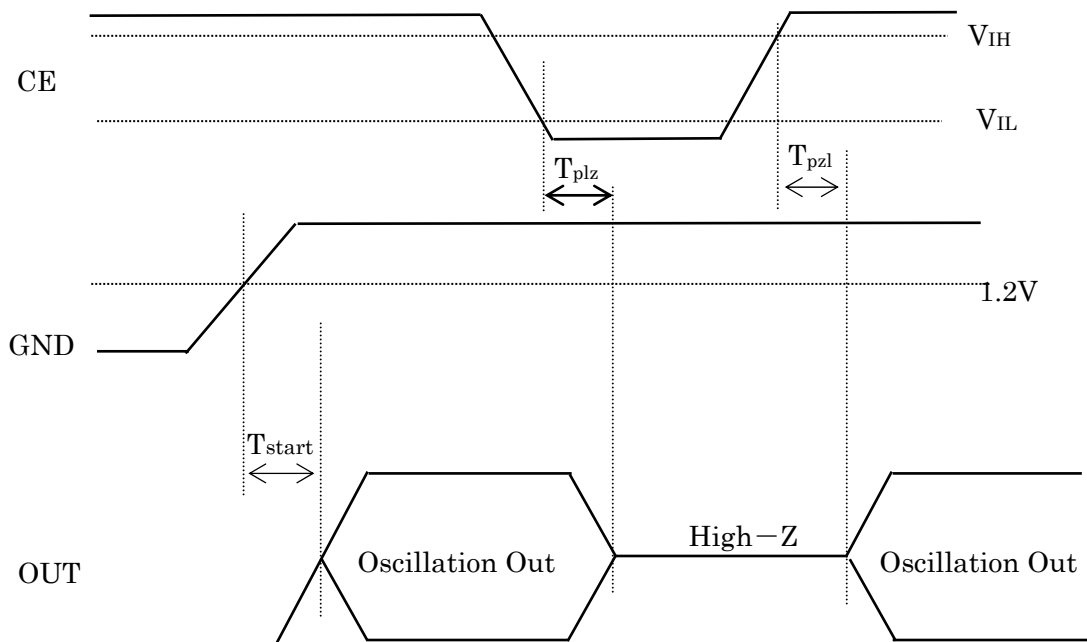 VIH
CE
VIL
Tplz
Tpzl
1.2V
GND
Tstart
High－Z
Oscillation Out
Oscillation Out
OUT